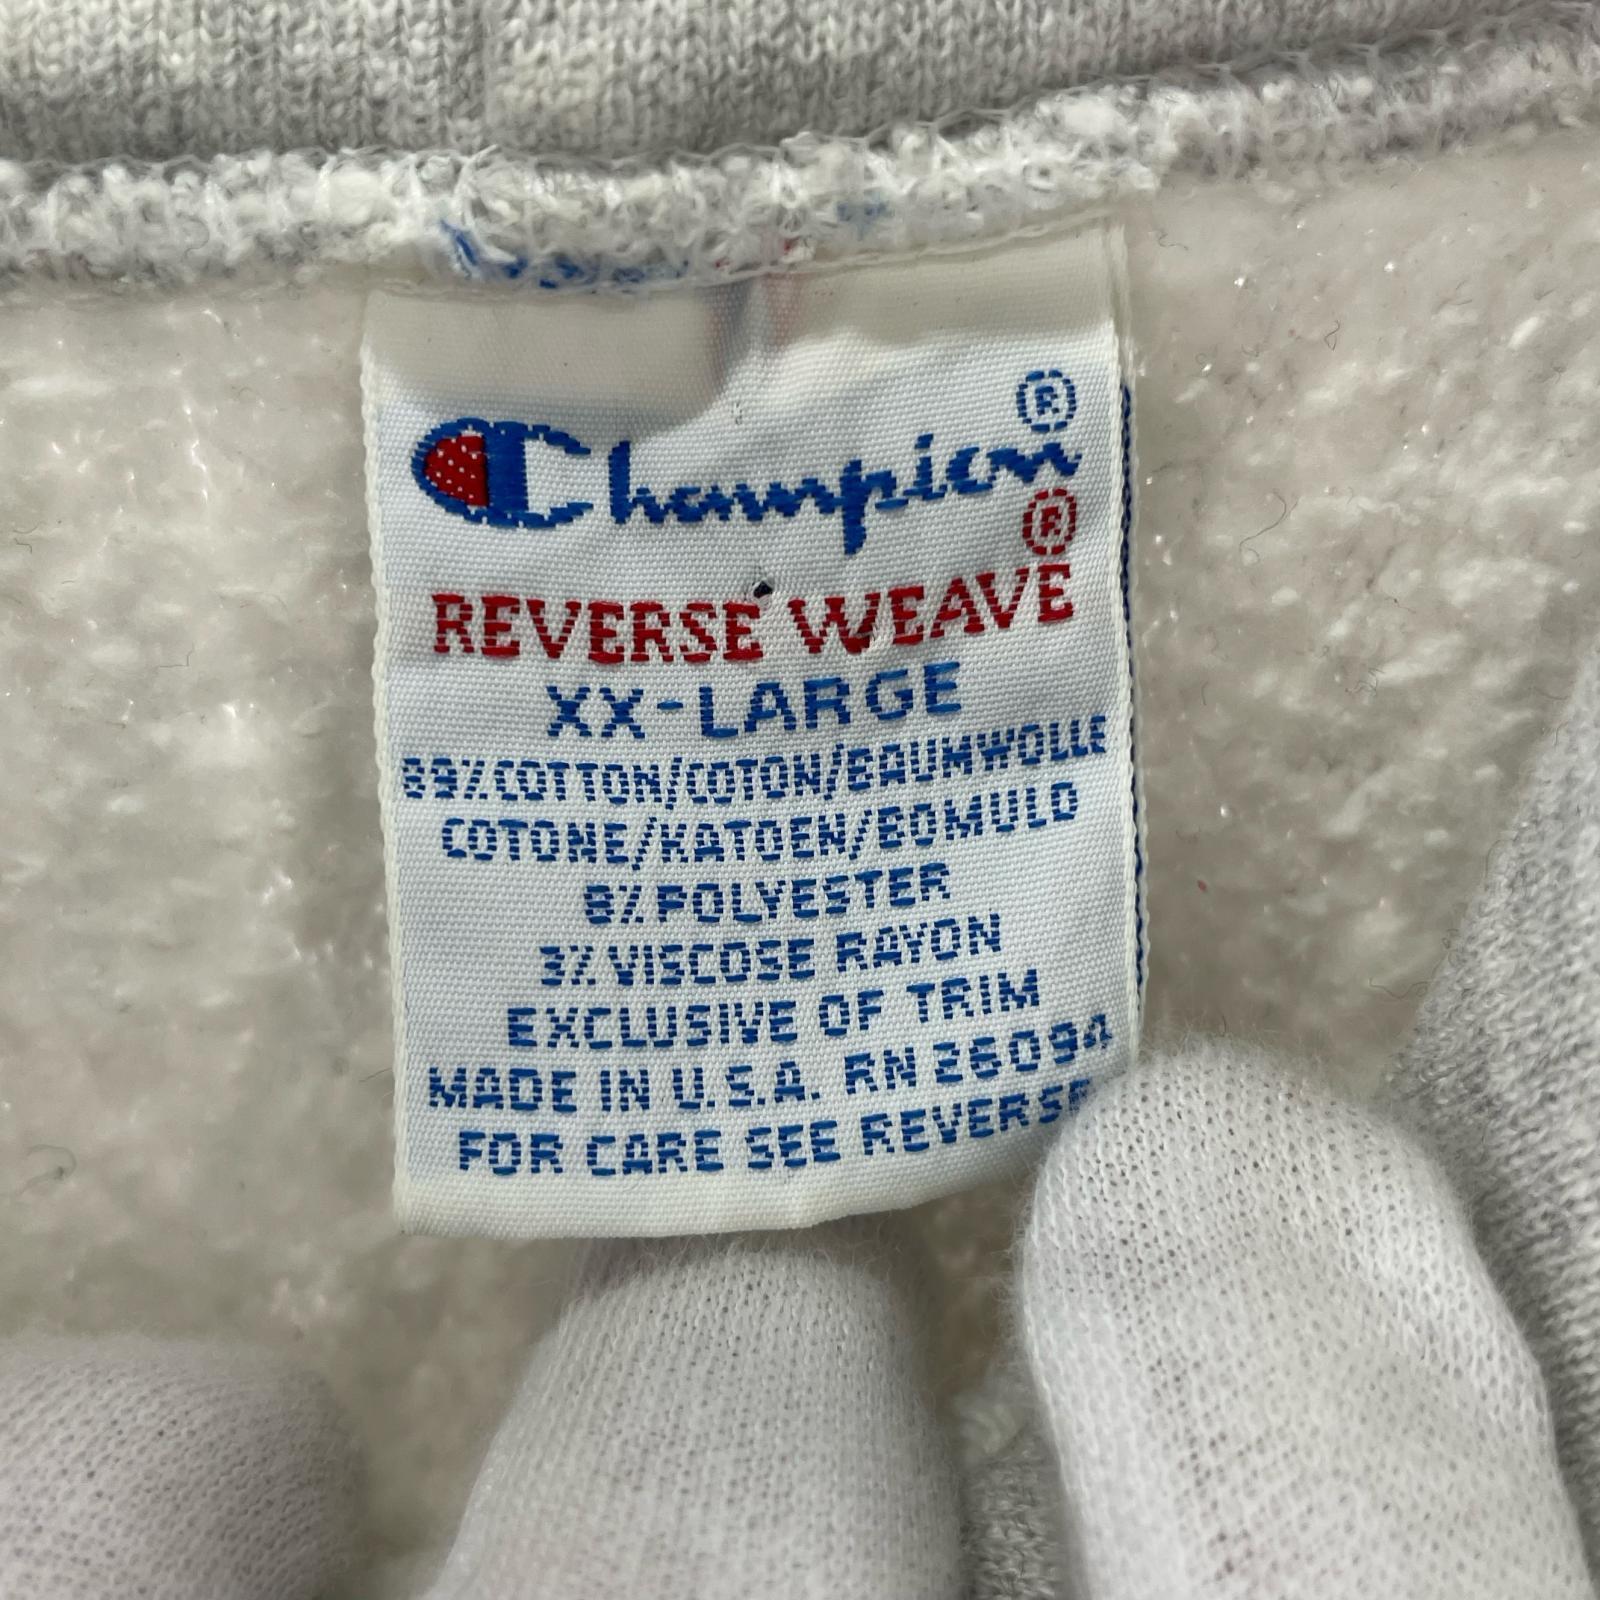 ®
Champion
®
REVERSE WEAVE
XX-LARGE
89% COTTON/COTON/BAUMWOLLE
COTONE/KATOEN/BOMULD
8% POLYESTER
3% VISCOSE RAYON
EXCLUSIVE OF TRIM
MADE IN U.S.A. RN 26094
FOR CARE SEE REVERSE